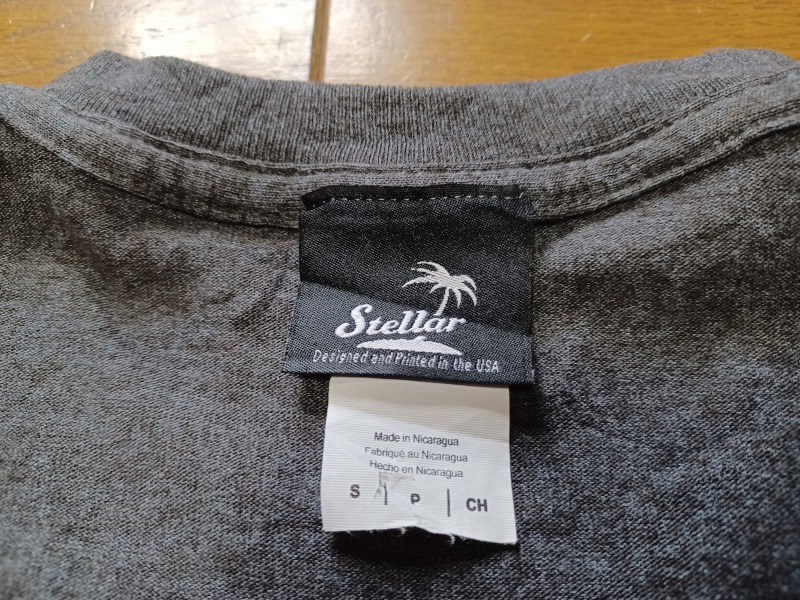 Stellar
Designed and Printed in the USA
Made in Nicaragua
Fabriqué au Nicaragua
Hecho en Nicaragua
S | P | CH